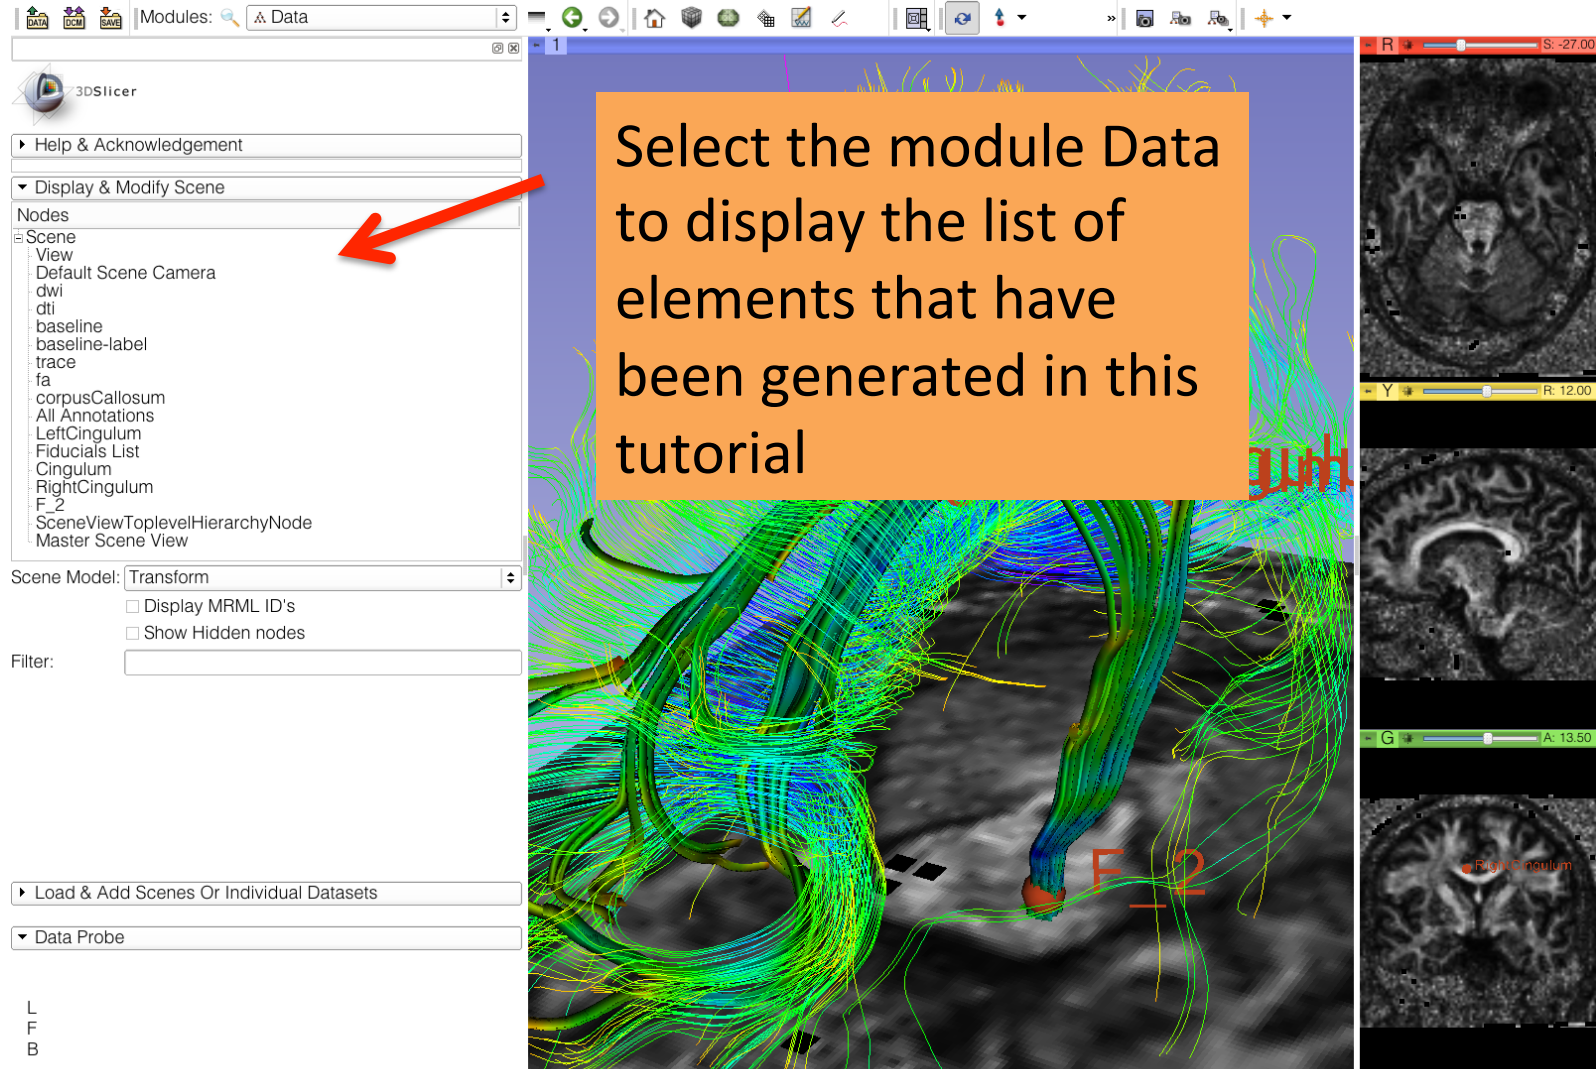 DATA DCM SAVE Modules: Data
1
3DSlicer
Help & Acknowledgement
Display & Modify Scene
Nodes
Scene
View
Default Scene Camera
dwi
dti
baseline
baseline-label
trace
fa
corpusCallosum
All Annotations
LeftCingulum
Fiducials List
Cingulum
RightCingulum
F_2
SceneViewToplevelHierarchyNode
Master Scene View
Scene Model: Transform
Display MRML ID's
Show Hidden nodes
Filter:
Load & Add Scenes Or Individual Datasets
Data Probe
L
F
B
Select the module Data
to display the list of
elements that have
been generated in this
tutorial
F_2
R S: -27.00
Y R: 12.00
G A: 13.50
RightCingulum